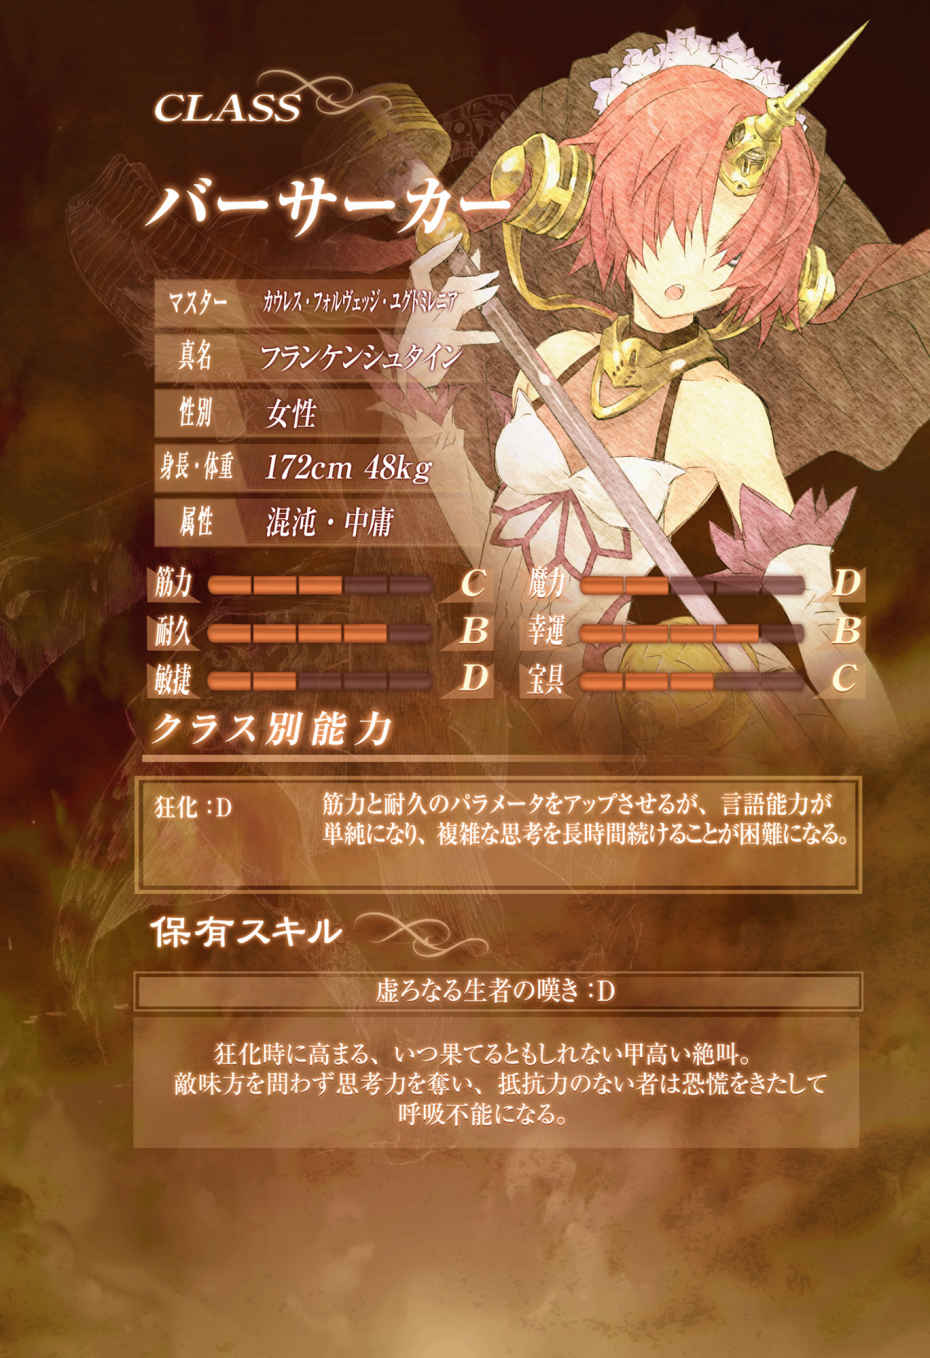 CLASS
バーサーカー
マスター カウレス・フォルヴェッジ・ユグドミレニア
真名 フランケンシュタイン
性別 女性
身長・体重 172cm 48kg
属性 混沌・中庸
筋力 C 魔力 D
耐久 B 幸運 B
敏捷 D 宝具 C
クラス別能力
狂化:D 筋力と耐久のパラメータをアップさせるが、言語能力が
単純になり、複雑な思考を長時間続けることが困難になる。
保有スキル
虚ろなる生者の嘆き:D
狂化時に高まる、いつ果てるともしれない甲高い絶叫。
敵味方を問わず思考力を奪い、抵抗力のない者は恐慌をきたして
呼吸不能になる。